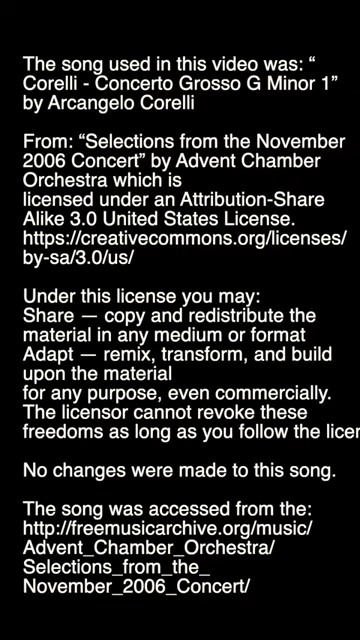 The song used in this video was: “
Corelli - Concerto Grosso G Minor 1”
by Arcangelo Corelli
From: “Selections from the November
2006 Concert” by Advent Chamber
Orchestra which is
licensed under an Attribution-Share
Alike 3.0 United States License.
https://creativecommons.org/licenses/
by-sa/3.0/us/
Under this license you may:
Share — copy and redistribute the
material in any medium or format
Adapt — remix, transform, and build
upon the material
for any purpose, even commercially.
The licensor cannot revoke these
freedoms as long as you follow the
No changes were made to this song.
The song was accessed from the:
http://freemusicarchive.org/music/
Advent_Chamber_Orchestra/
Selections_from_the_
November_2006_Concert/